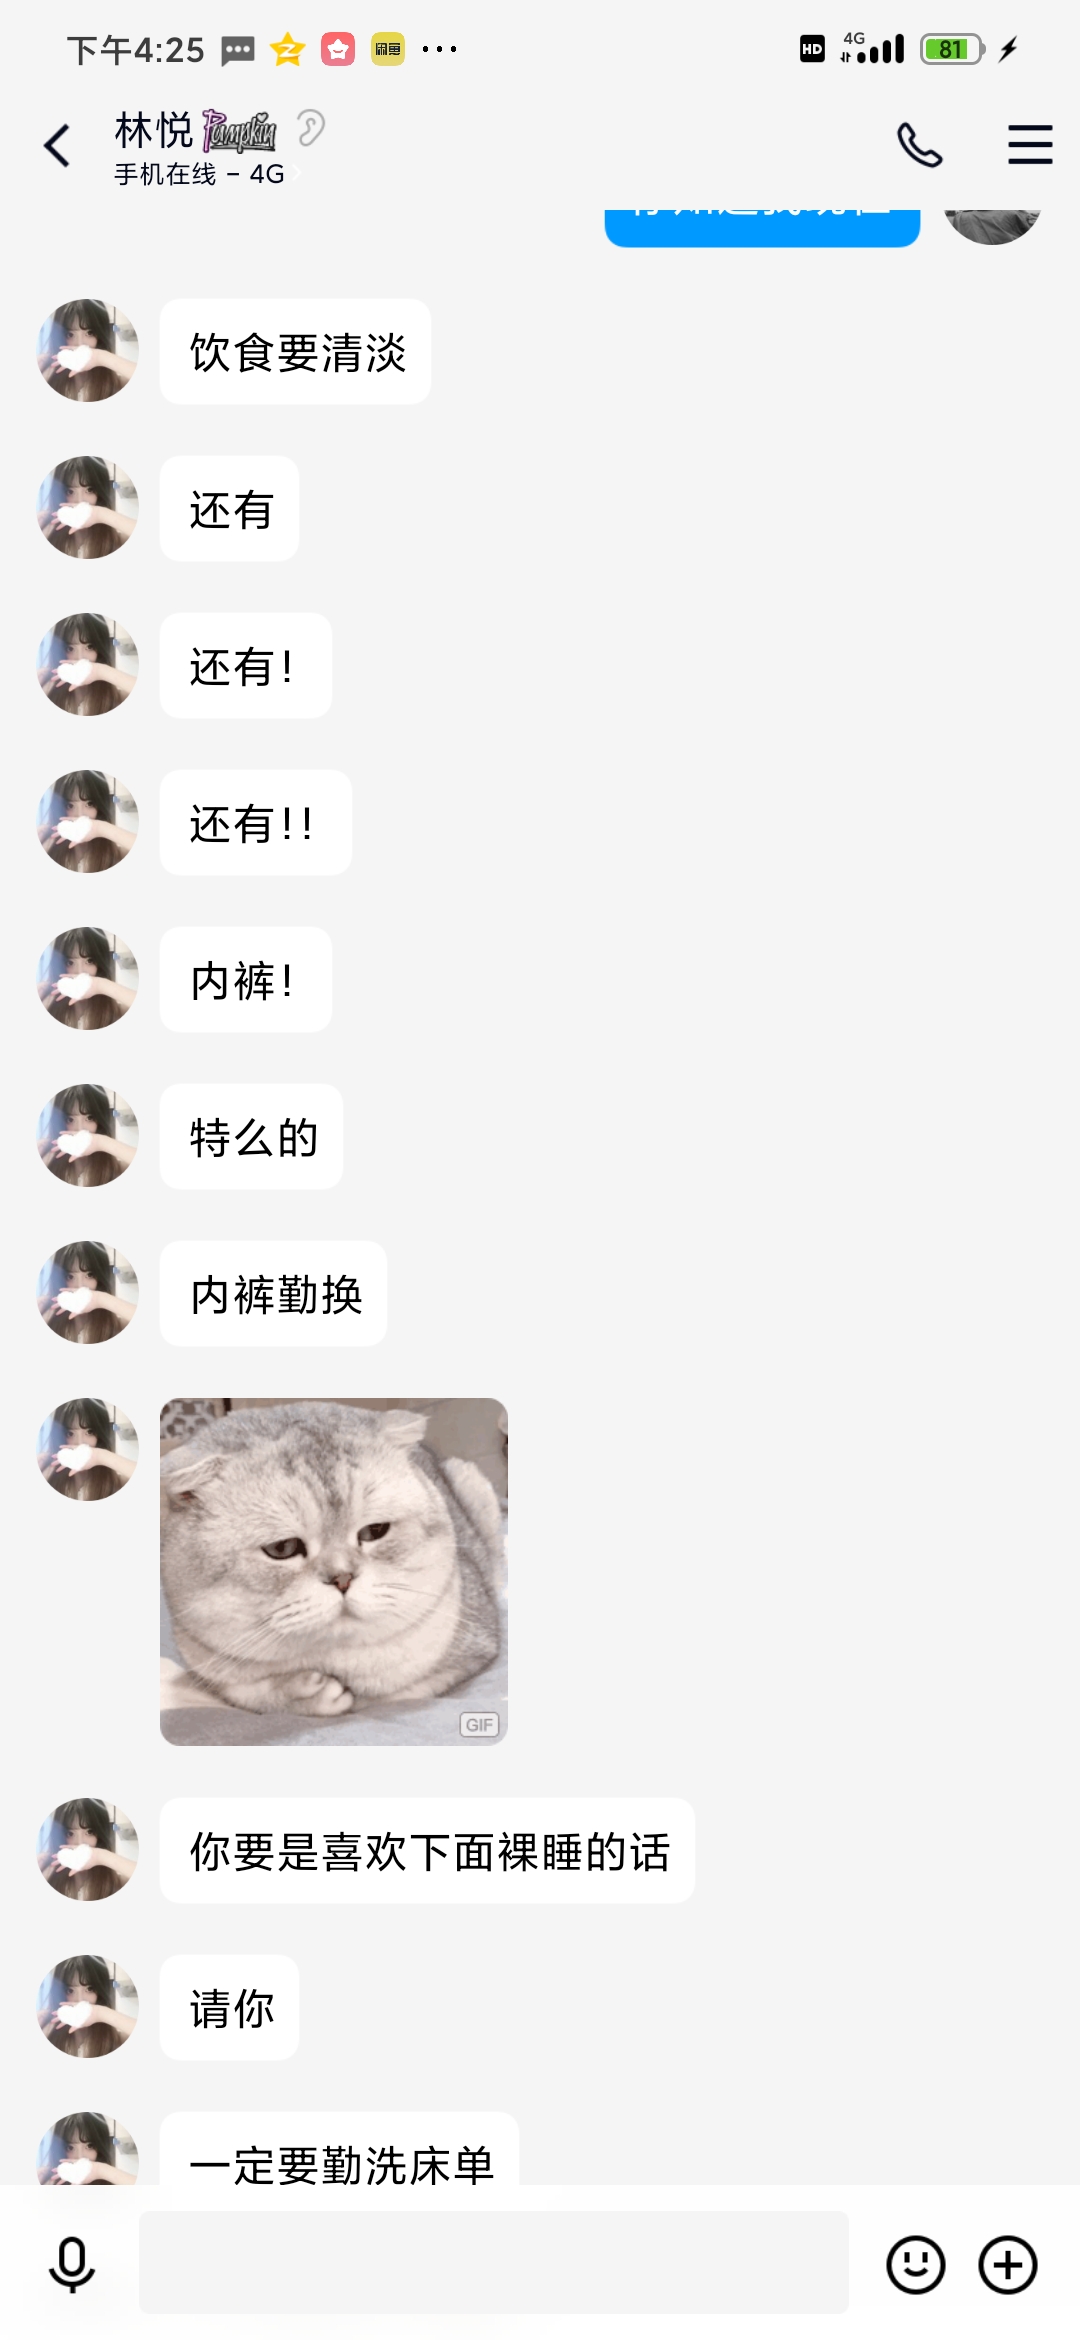 下午4:25
闲鱼
HD
4G
81
林悦 Pumpkin
手机在线 - 4G
饮食要清淡
还有
还有!
还有!!
内裤!
特么的
内裤勤换
GIF
你要是喜欢下面裸睡的话
请你
一定要勤洗床单